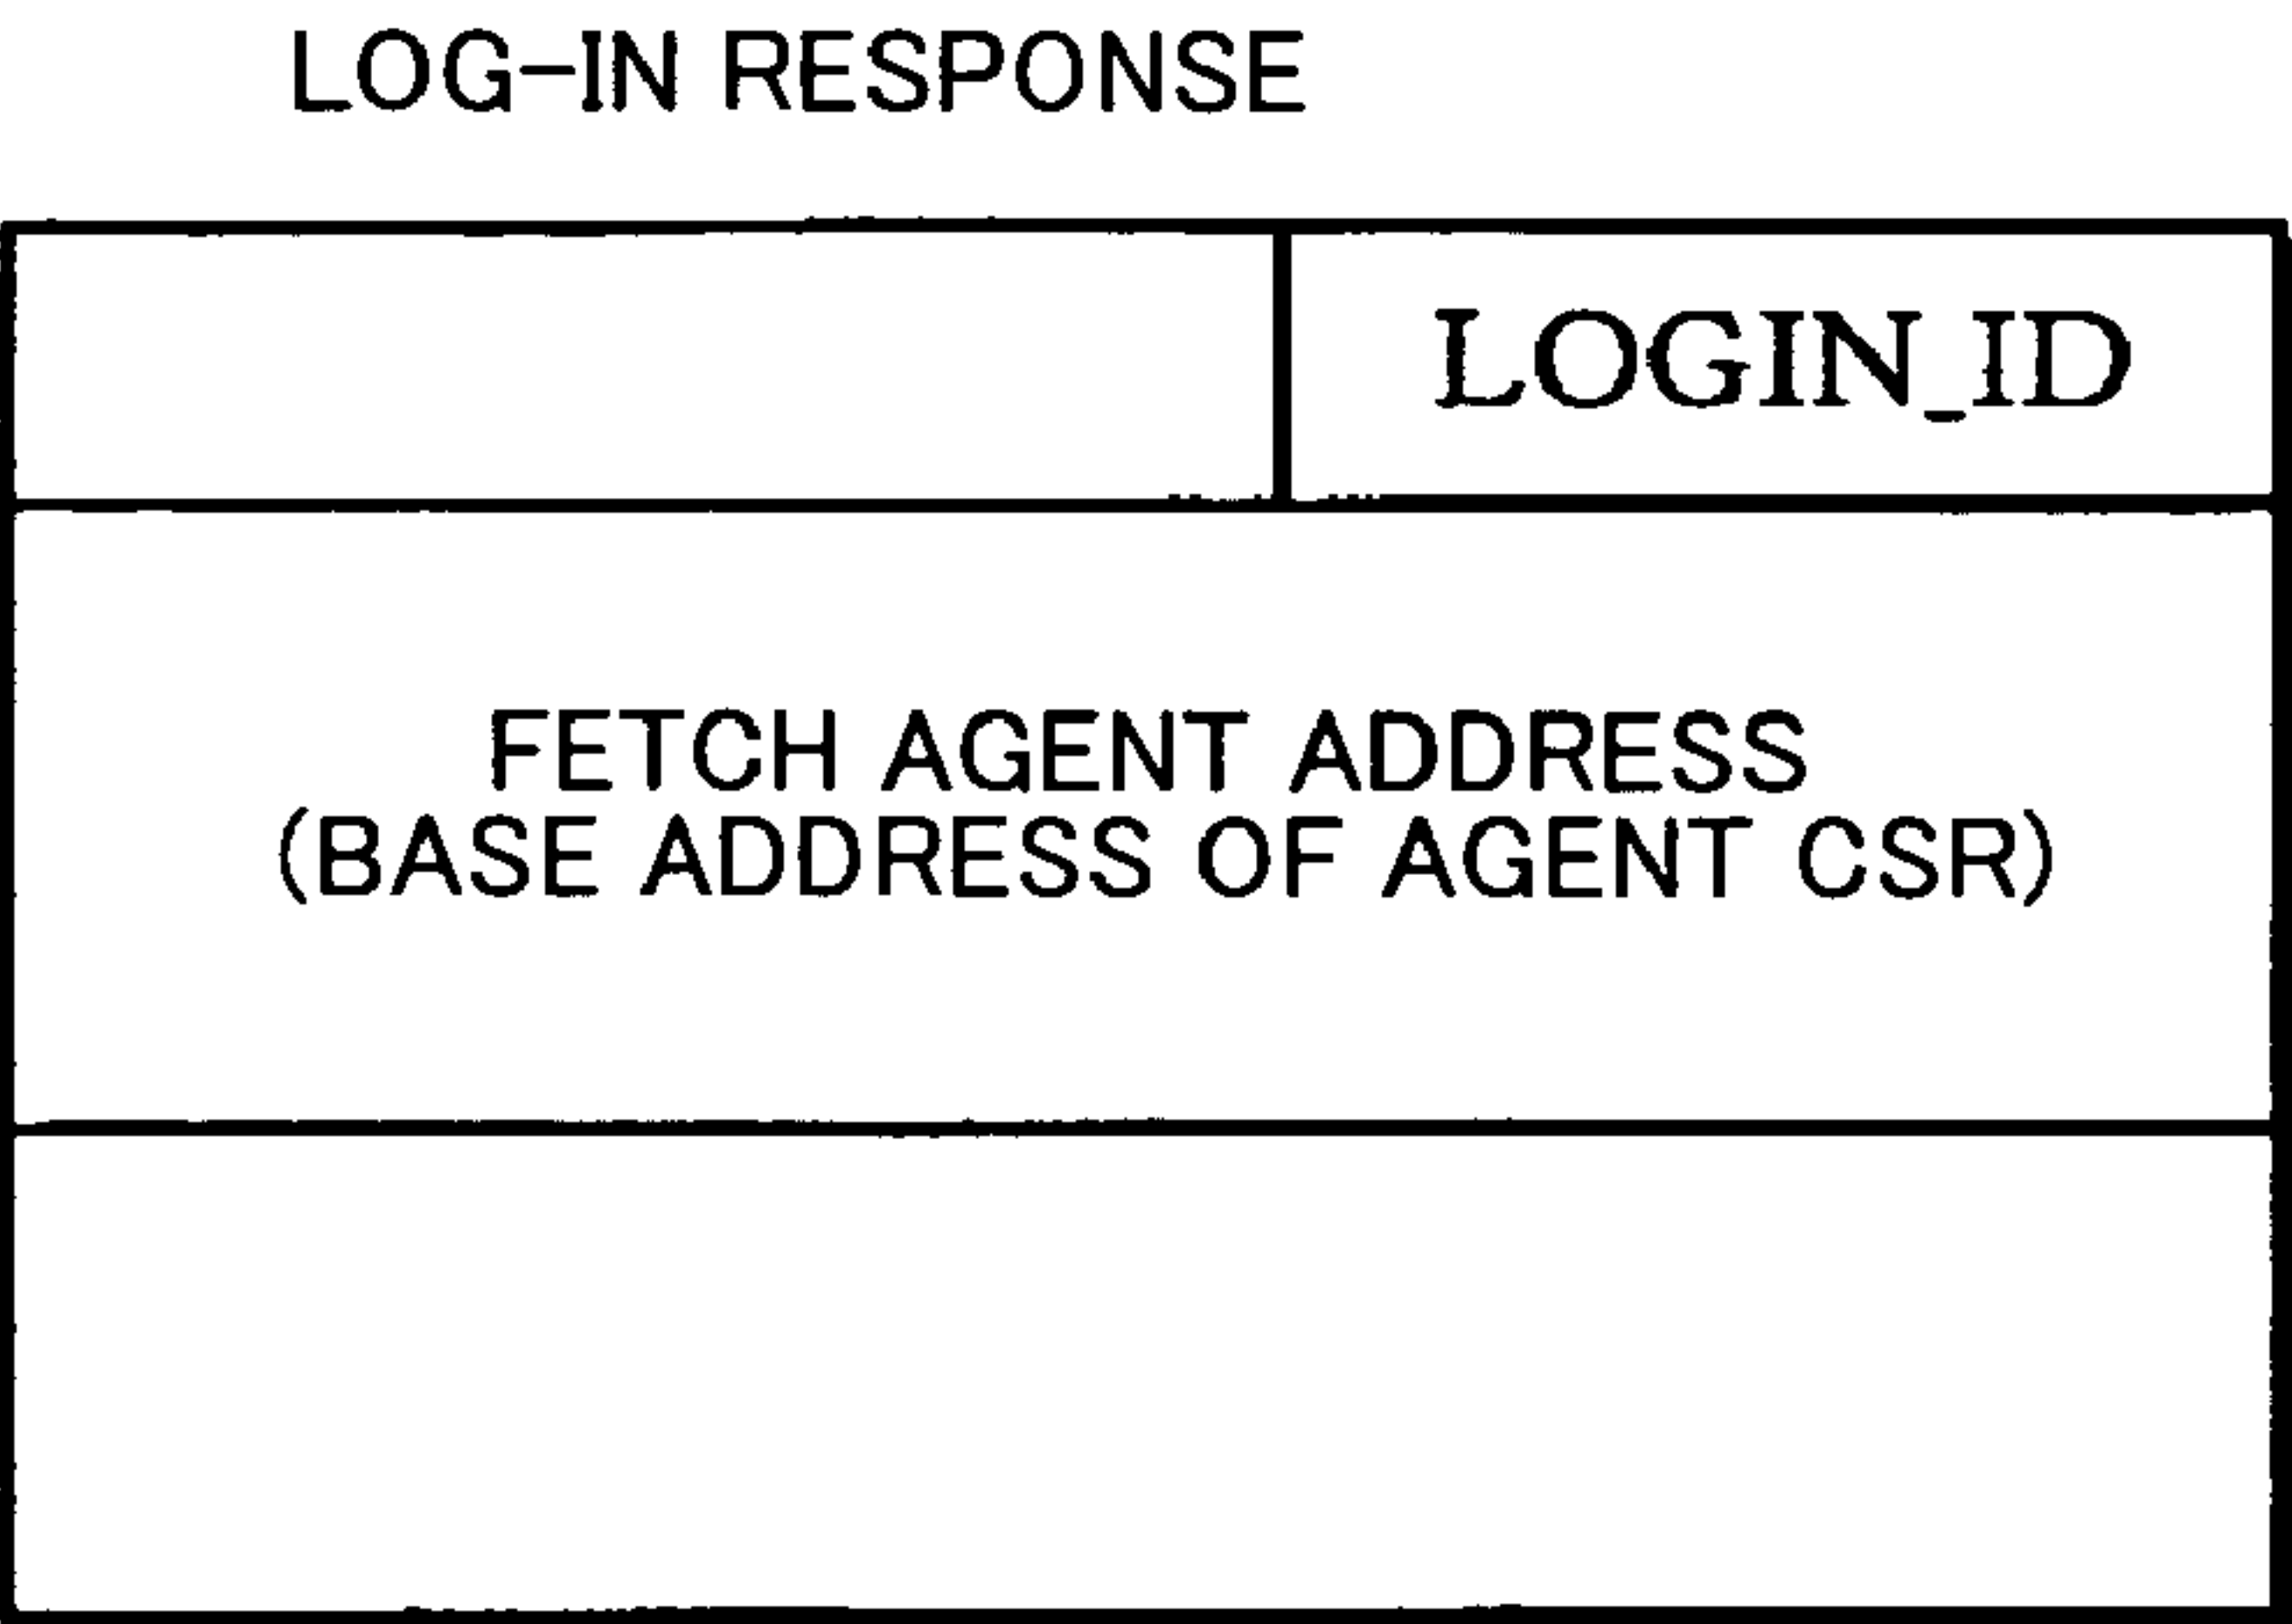 LOG-IN RESPONSE
LOGIN_ID
FETCH AGENT ADDRESS
(BASE ADDRESS OF AGENT CSR)